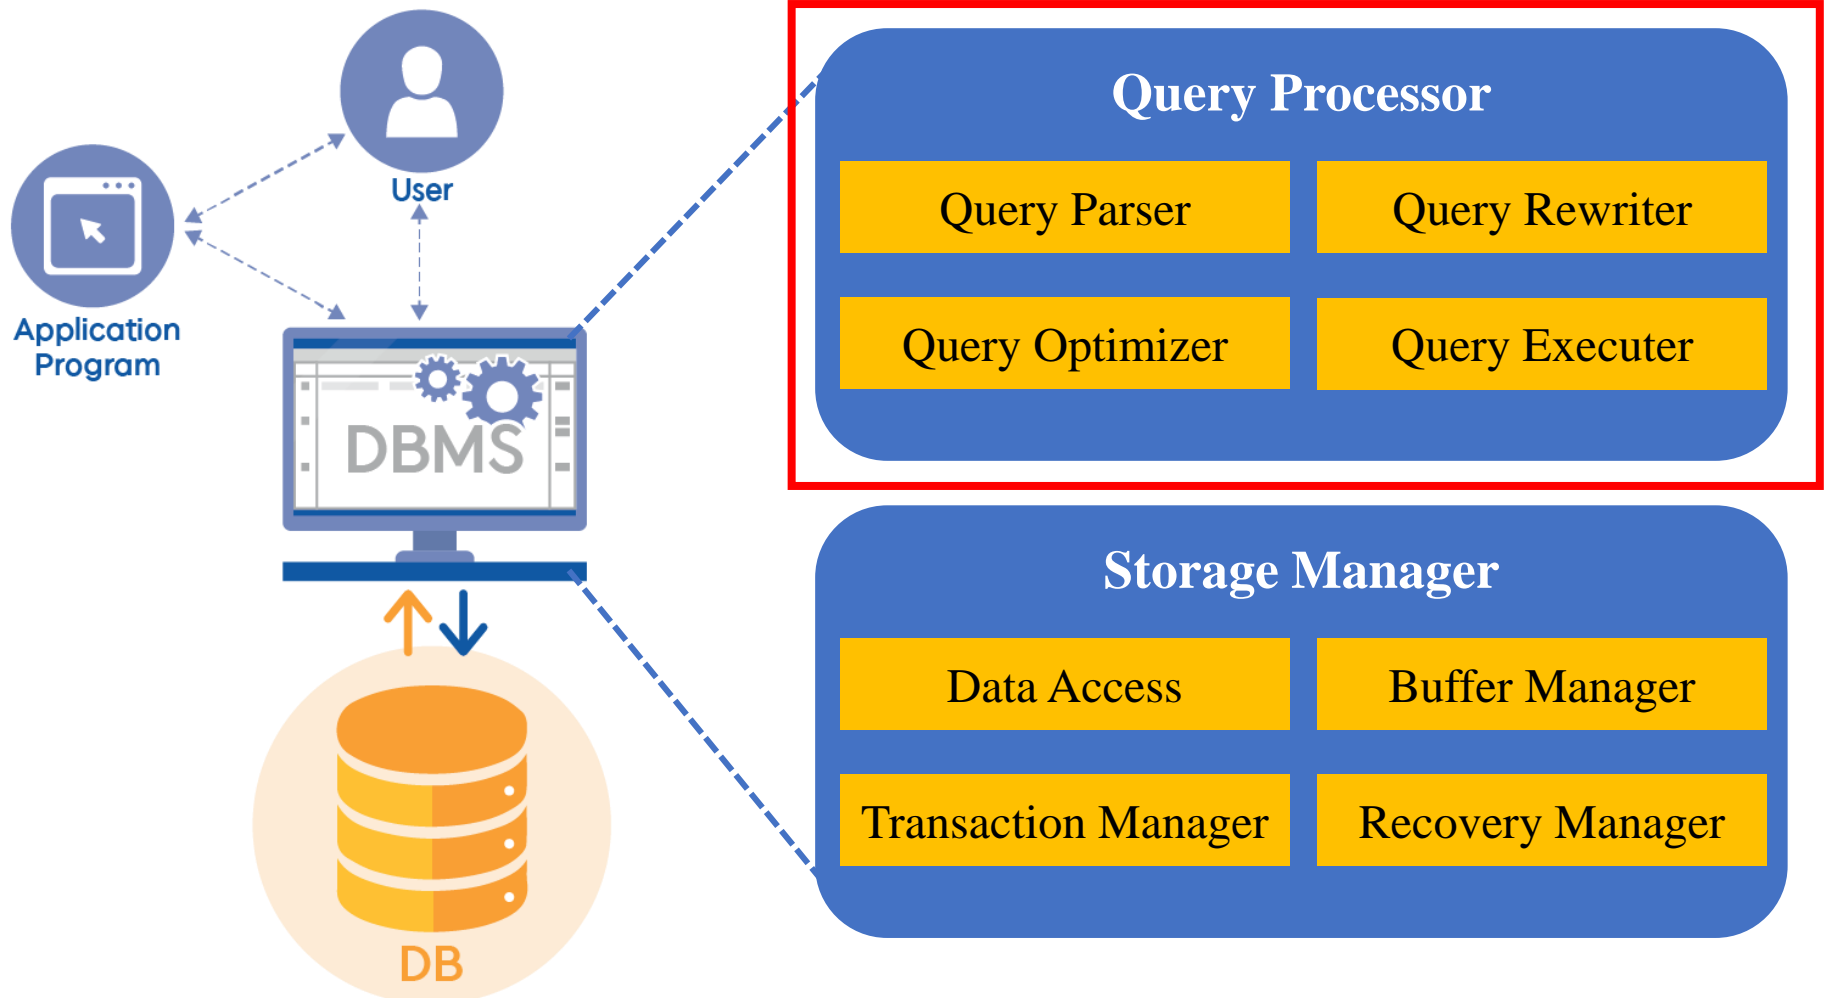 User
Application
Program
DBMS
DB
Query Processor
Query Parser
Query Rewriter
Query Optimizer
Query Executer
Storage Manager
Data Access
Buffer Manager
Transaction Manager
Recovery Manager